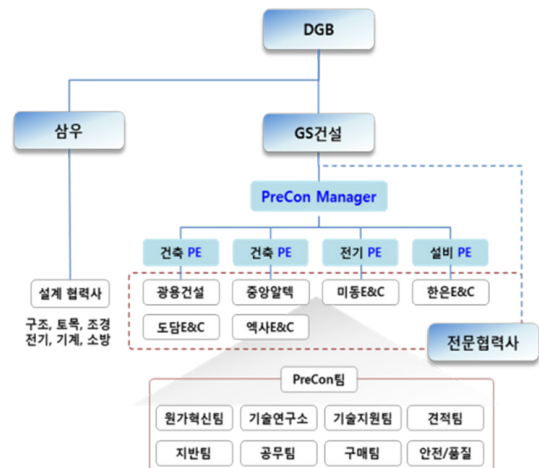 DGB
삼우
GS건설
PreCon Manager
건축 PE
건축 PE
전기 PE
설비 PE
설계 협력사
광용건설
중앙알텍
미동E&C
한은E&C
구조, 토목, 조경
전기, 기계, 소방
도담E&C
엑사E&C
전문협력사
PreCon팀
원가혁신팀
기술연구소
기술지원팀
견적팀
지반팀
공무팀
구매팀
안전/품질